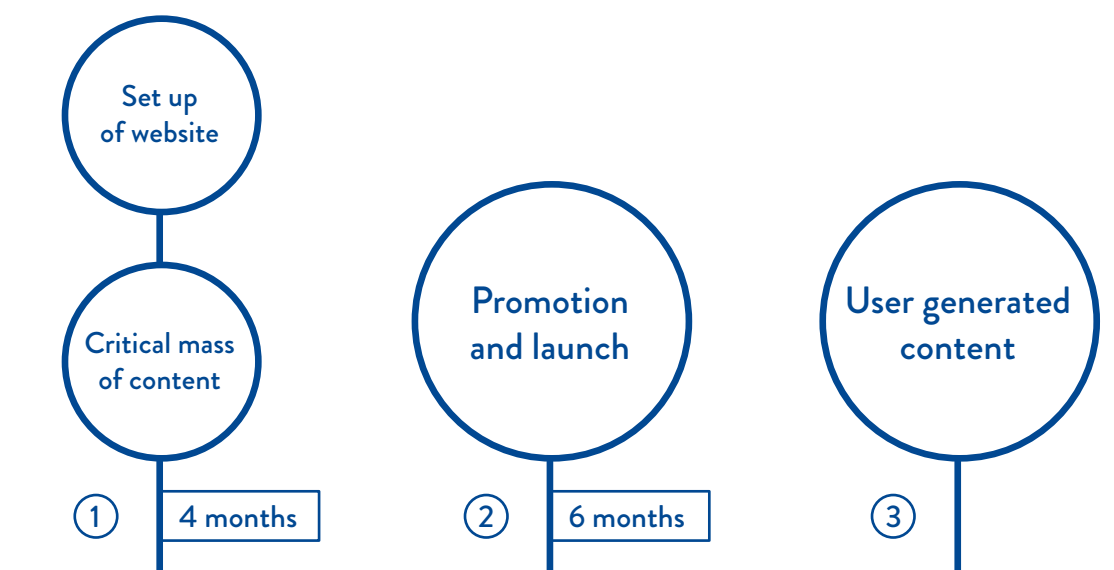 Set up
of website
Critical mass
of content
1
4 months
Promotion
and launch
2
6 months
User generated
content
3